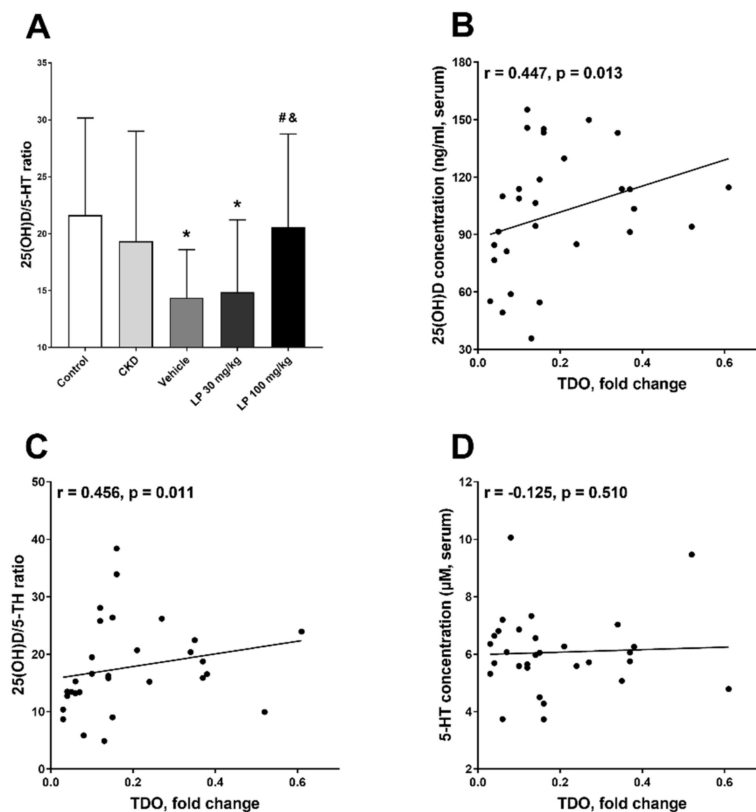 A
25(OH)D/5-HT ratio
35
30
25
20
15
10
* * #&
Control CKD Vehicle LP 30 mg/kg LP 100 mg/kg
B
r = 0.447, p = 0.013
25(OH)D concentration (ng/ml, serum)
180
150
120
90
60
30
0.0 0.2 0.4 0.6
TDO, fold change
C
r = 0.456, p = 0.011
25(OH)D/5-TH ratio
50
40
30
20
10
0
0.0 0.2 0.4 0.6
TDO, fold change
D
r = -0.125, p = 0.510
5-HT concentration (µM, serum)
12
10
8
6
4
2
0.0 0.2 0.4 0.6
TDO, fold change